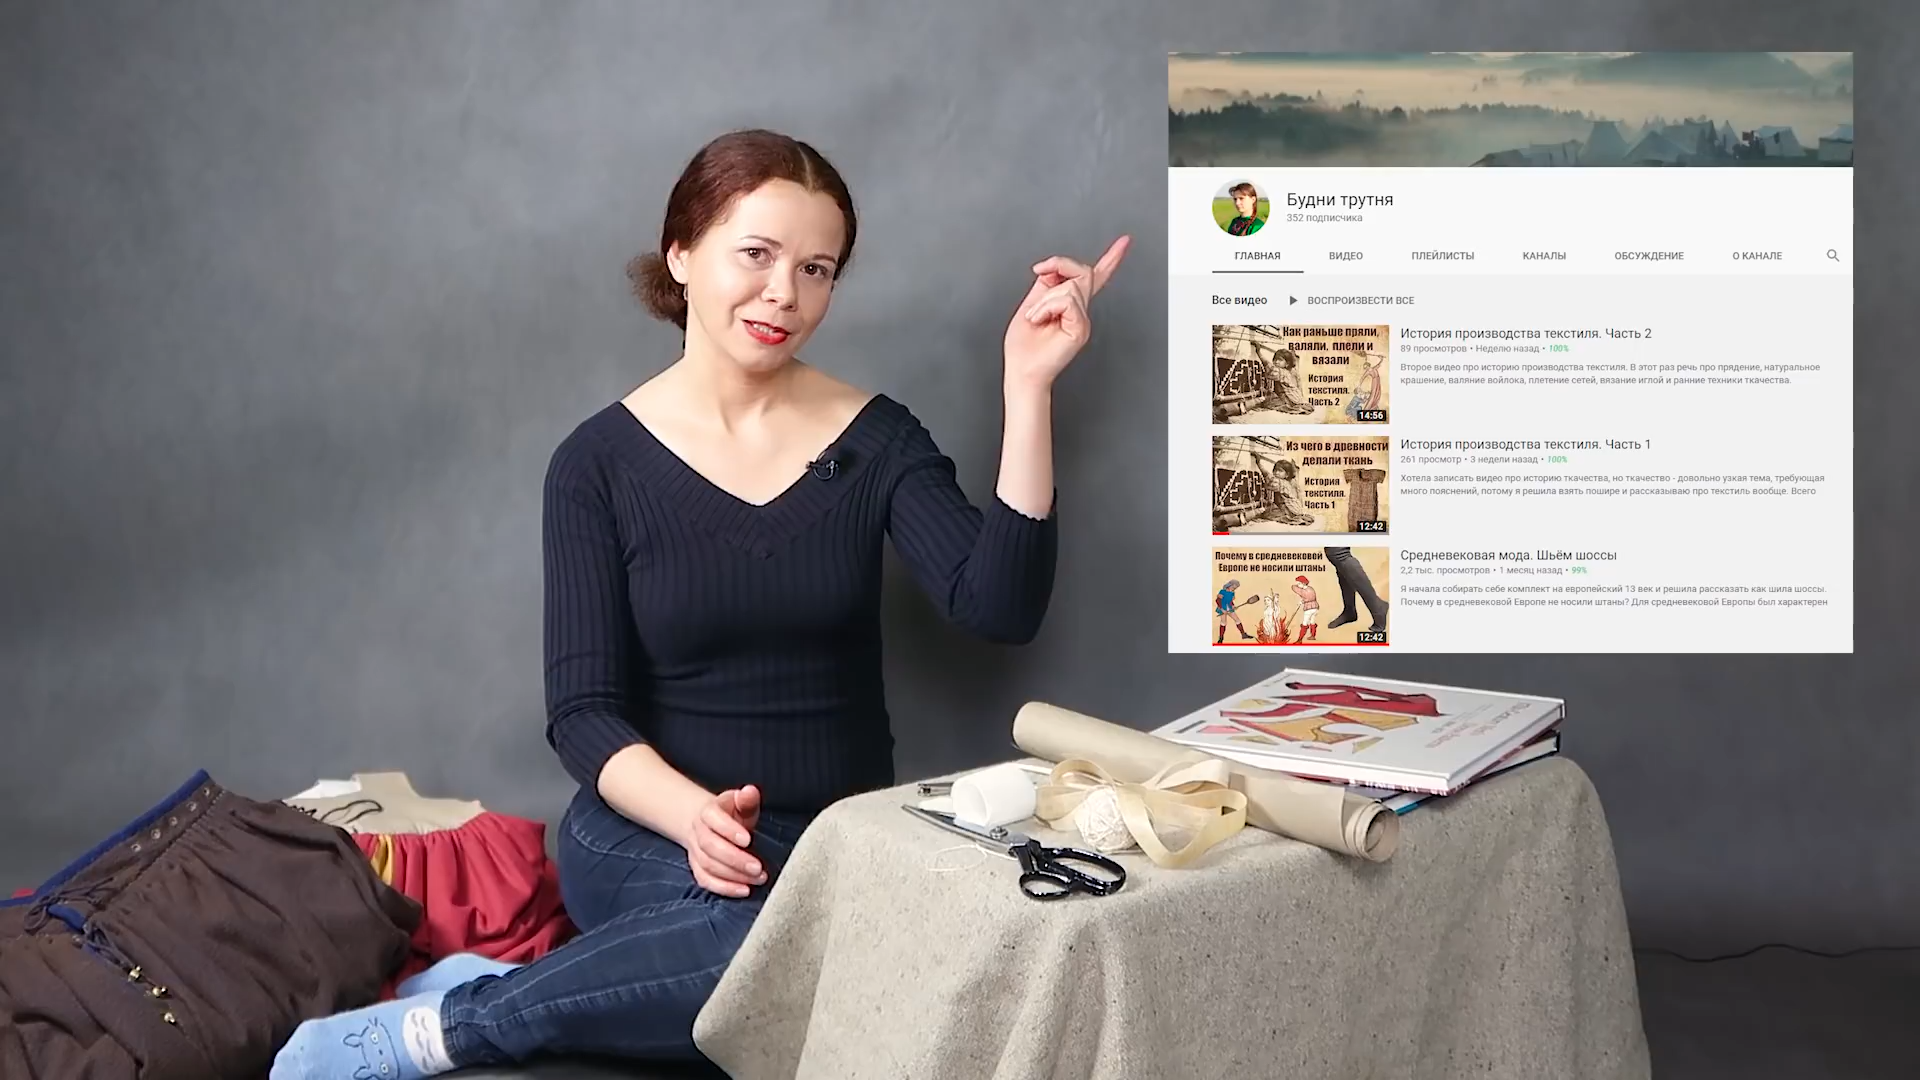 Будни трутня
352 подписчика
ГЛАВНАЯ ВИДЕО ПЛЕЙЛИСТЫ КАНАЛЫ ОБСУЖДЕНИЕ О КАНАЛЕ
Все видео ВОСПРОИЗВЕСТИ ВСЕ
Как раньше пряли,
валяли, плели и
вязали
История
текстиля.
Часть 2
14:56
История производства текстиля. Часть 2
89 просмотров • Неделю назад • 100%
Второе видео про историю производства текстиля. В этот раз речь про прядение, натуральное
крашение, валяние войлока, плетение сетей, вязание иглой и ранние техники ткачества.
Из чего в древности
делали ткань
История
текстиля.
Часть 1
12:42
История производства текстиля. Часть 1
261 просмотр • 3 недели назад • 100%
Хотела записать видео про историю ткачества, но ткачество - довольно узкая тема, требующая
много пояснений, потому я решила взять пошире и рассказываю про текстиль вообще. Всего
Почему в средневековой
Европе не носили штаны
12:42
Средневековая мода. Шьём шоссы
2,2 тыс. просмотров • 1 месяц назад • 99%
Я начала собирать себе комплект на европейский 13 век и решила рассказать как шила шоссы.
Почему в средневековой Европе не носили штаны? Для средневековой Европы был характерен